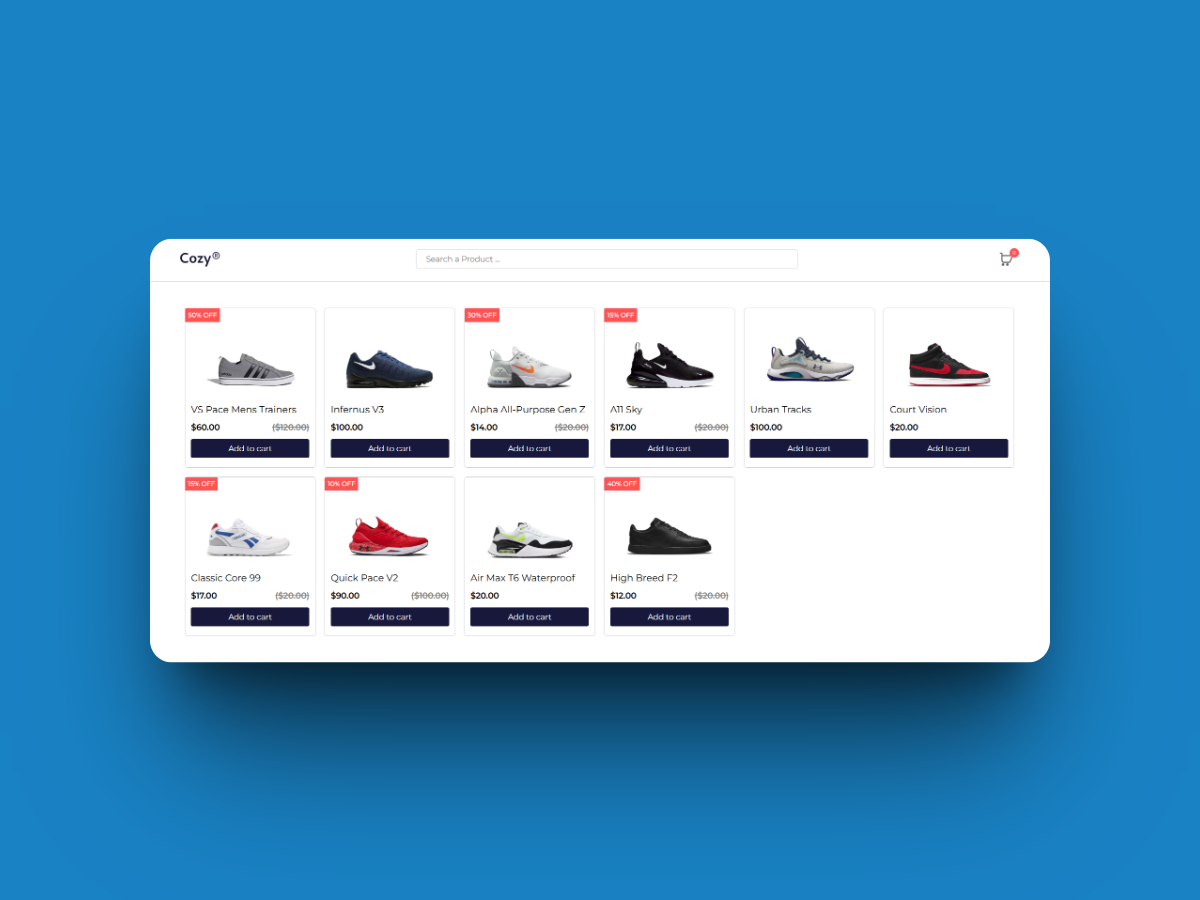 Cozy®
Search a Product ...
0
50% OFF
VS Pace Mens Trainers
$60.00 ($120.00)
Add to cart
Infernus V3
$100.00
Add to cart
30% OFF
Alpha All-Purpose Gen Z
$14.00 ($20.00)
Add to cart
15% OFF
A11 Sky
$17.00 ($20.00)
Add to cart
Urban Tracks
$100.00
Add to cart
Court Vision
$20.00
Add to cart
15% OFF
Classic Core 99
$17.00 ($20.00)
Add to cart
10% OFF
Quick Pace V2
$90.00 ($100.00)
Add to cart
Air Max T6 Waterproof
$20.00
Add to cart
40% OFF
High Breed F2
$12.00 ($20.00)
Add to cart